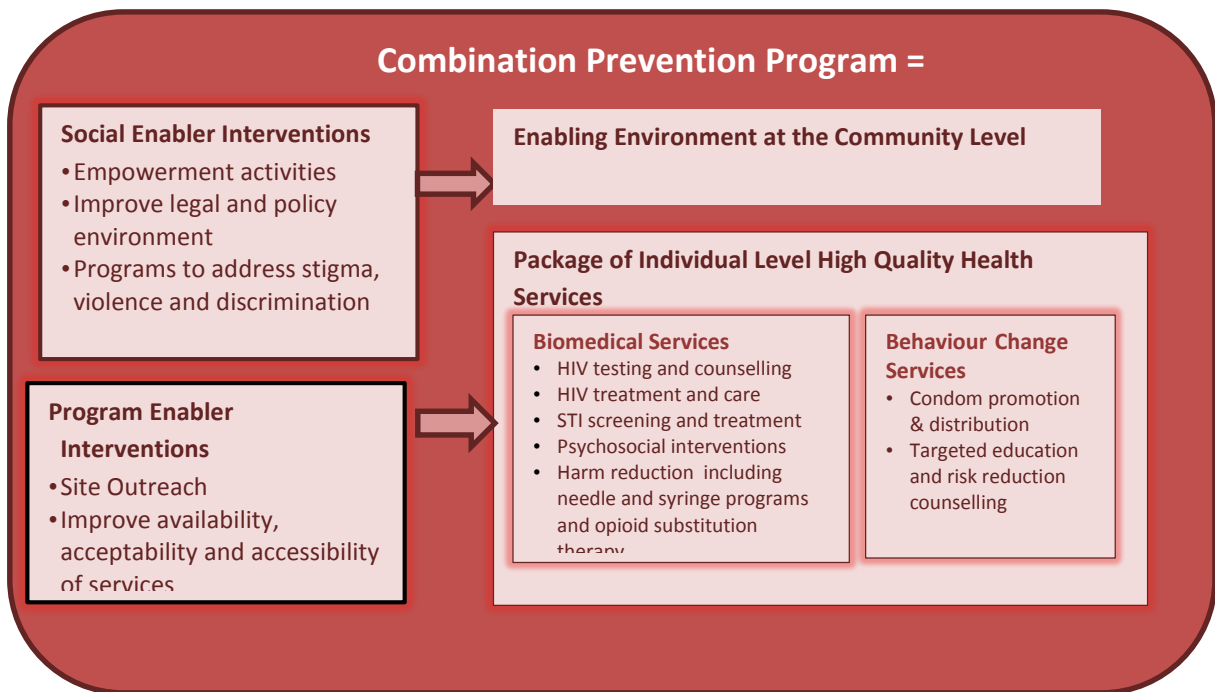 Combination Prevention Program =
Social Enabler Interventions
•Empowerment activities
•Improve legal and policy
environment
•Programs to address stigma,
violence and discrimination
Enabling Environment at the Community Level
Program Enabler
Interventions
•Site Outreach
•Improve availability,
acceptability and accessibility
of services
Package of Individual Level High Quality Health
Services
Biomedical Services
• HIV testing and counselling
• HIV treatment and care
• STI screening and treatment
• Psychosocial interventions
• Harm reduction including
needle and syringe programs
and opioid substitution
therapy
Behaviour Change
Services
• Condom promotion
& distribution
• Targeted education
and risk reduction
counselling